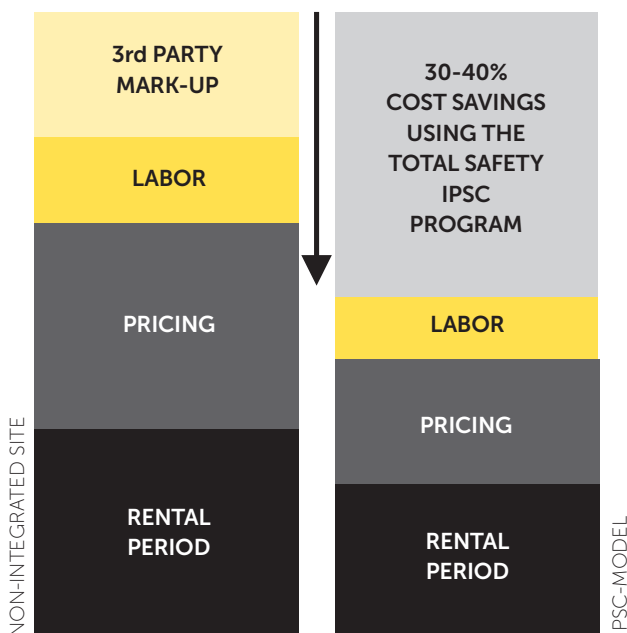 3rd PARTY
MARK-UP
LABOR
PRICING
RENTAL
PERIOD
NON-INTEGRATED SITE
30-40%
COST SAVINGS
USING THE
TOTAL SAFETY
IPSC
PROGRAM
LABOR
PRICING
RENTAL
PERIOD
PSC-MODEL